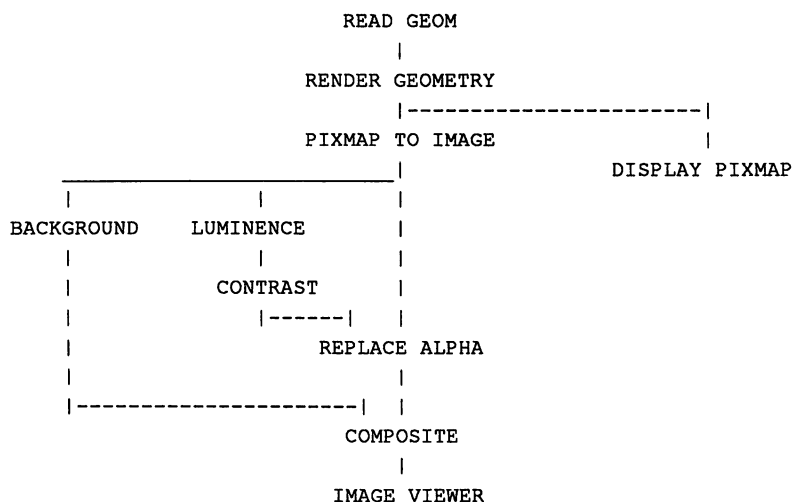 READ GEOM
RENDER GEOMETRY
PIXMAP TO IMAGE
DISPLAY PIXMAP
BACKGROUND LUMINENCE
CONTRAST
REPLACE ALPHA
COMPOSITE
IMAGE VIEWER